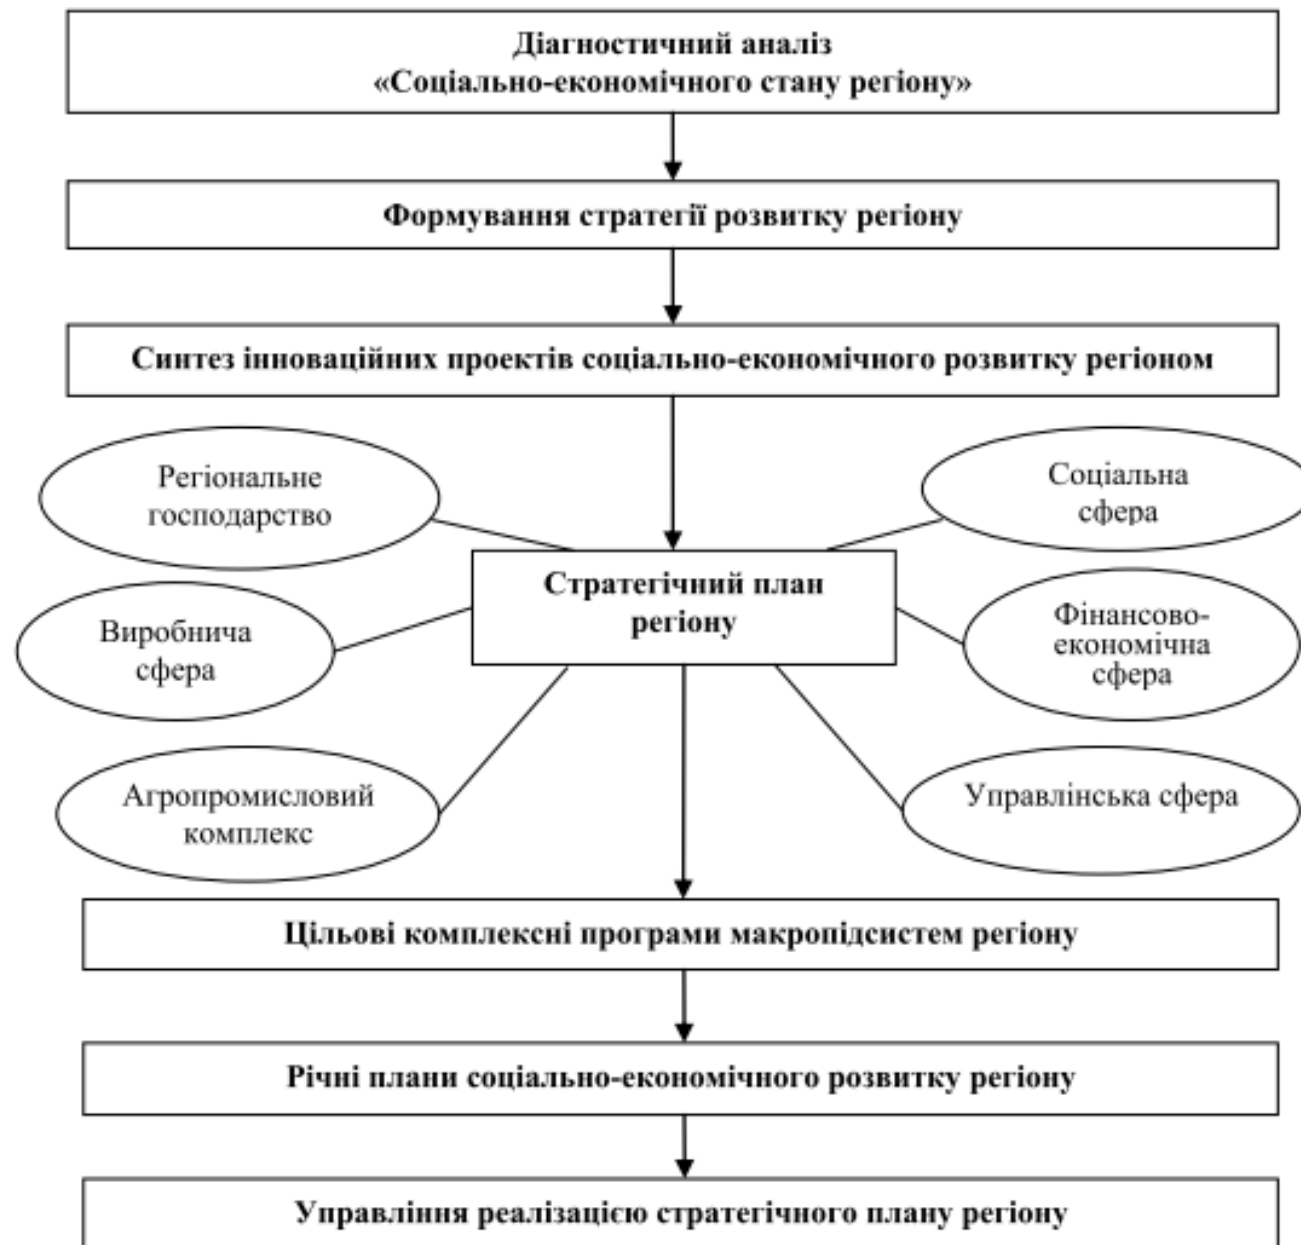 Діагностичний аналіз
«Соціально-економічного стану регіону»
Формування стратегії розвитку регіону
Синтез інноваційних проектів соціально-економічного розвитку регіоном
Регіональне
господарство
Соціальна
сфера
Стратегічний план
регіону
Виробнича
сфера
Фінансово-
економічна
сфера
Агропромисловий
комплекс
Управлінська сфера
Цільові комплексні програми макропідсистем регіону
Річні плани соціально-економічного розвитку регіону
Управління реалізацією стратегічного плану регіону